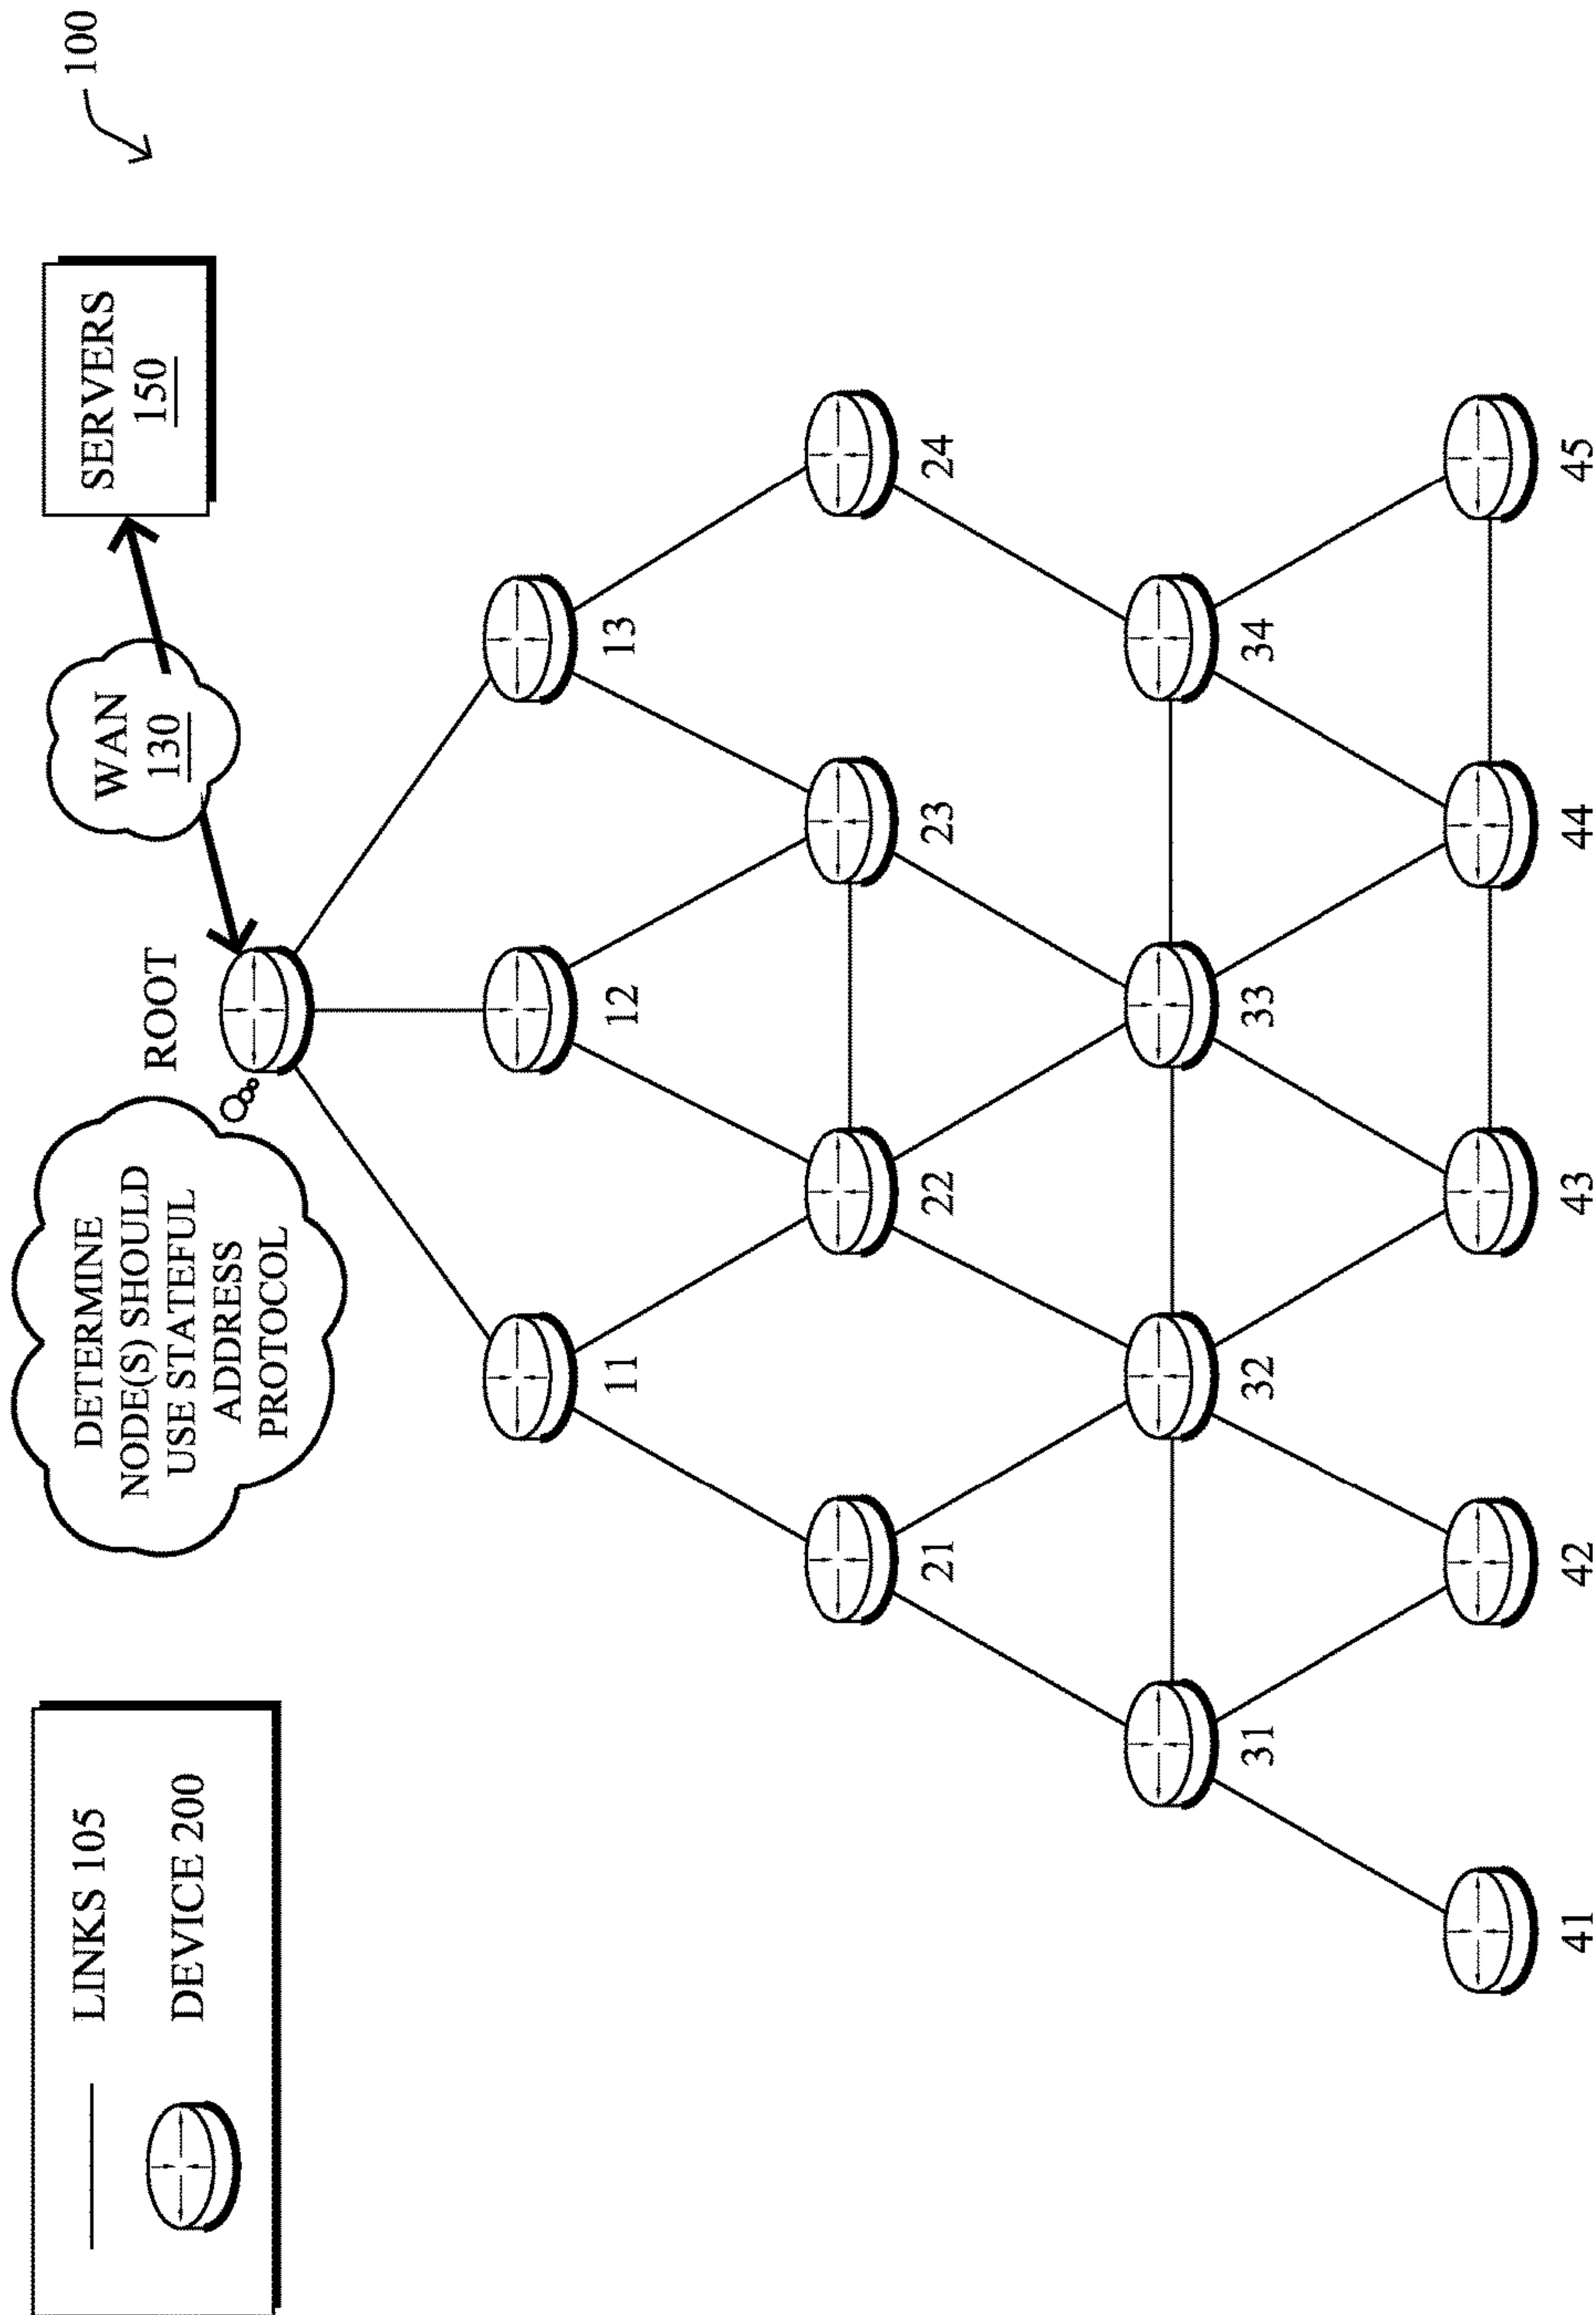 LINKS 105
DEVICE 200
DETERMINE
NODE(S) SHOULD
USE STATEFUL
ADDRESS
PROTOCOL
ROOT
WAN
130
SERVERS
150
100
11
12
13
21
22
23
24
31
32
33
34
41
42
43
44
45